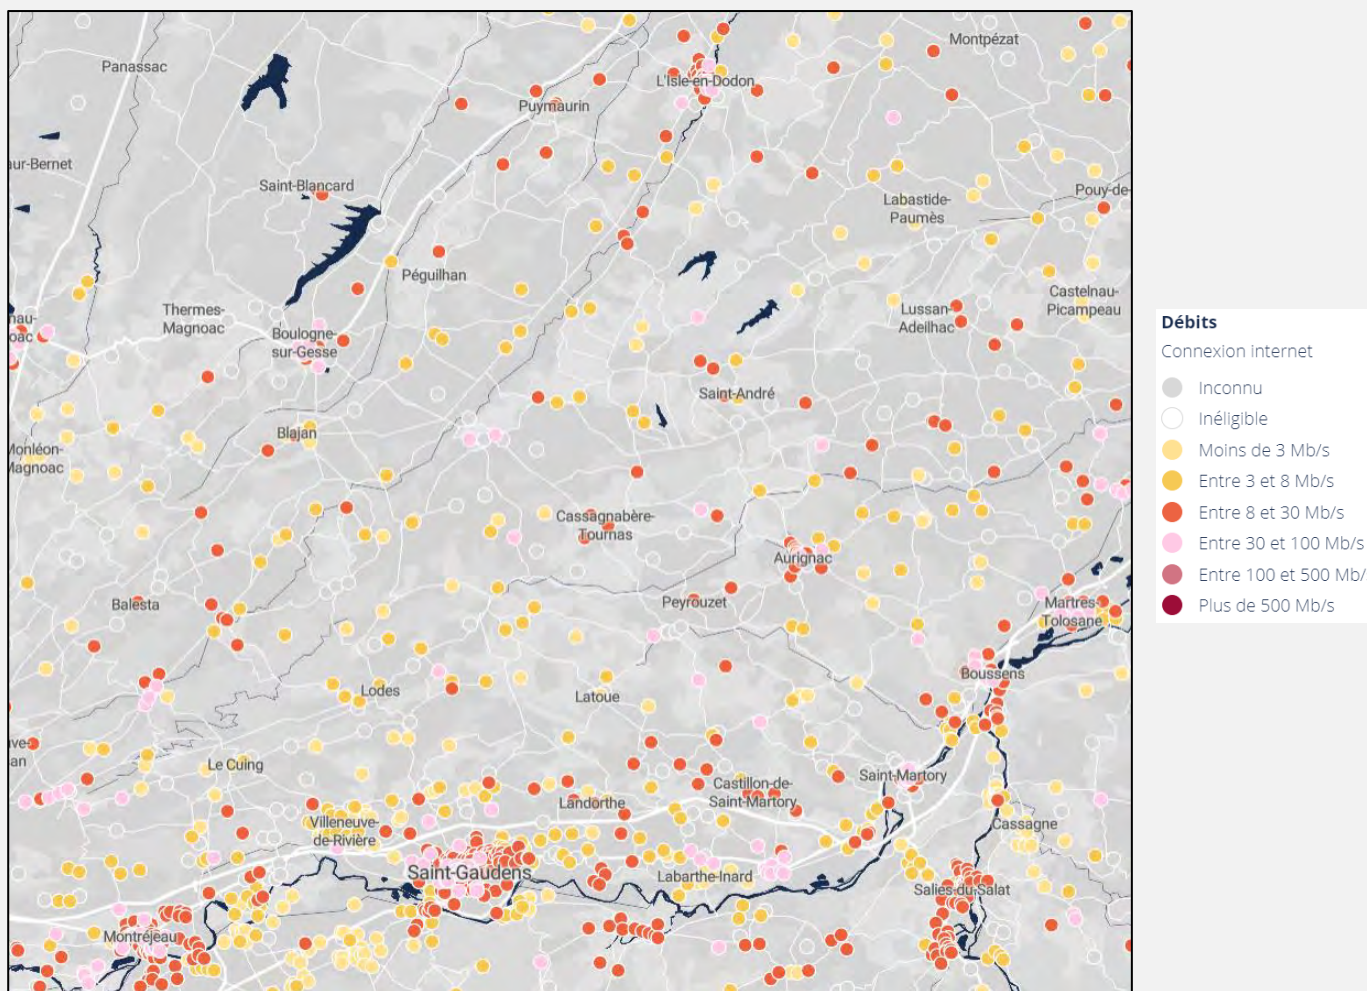 Montpézat
Panassac
L'Isle-en-Dodon
Puymaurin
aur-Bernet
Saint-Blancard
Pouy-de-
Labastide-
Paumès
Péguilhan
Castelnau-
Picampeau
Thermes-
Magnoac
Lussan-
Adeilhac
nau-
oac
Boulogne-
sur-Gesse
Saint-André
Blajan
Monléon-
Magnoac
Cassagnabère-
Tournas
Aurignac
Balesta
Peyrouzet
Martres-
Tolosane
Boussens
Lodes
Latoue
ve-
an
Le Cuing
Saint-Martory
Castillon-de-
Saint-Martory
Landorthe
Villeneuve-
de-Rivière
Cassagne
Saint-Gaudens
Labarthe-Inard
Salies-du-Salat
Montréjeau
Débits
Connexion internet
Inconnu
Inéligible
Moins de 3 Mb/s
Entre 3 et 8 Mb/s
Entre 8 et 30 Mb/s
Entre 30 et 100 Mb/s
Entre 100 et 500 Mb/
Plus de 500 Mb/s